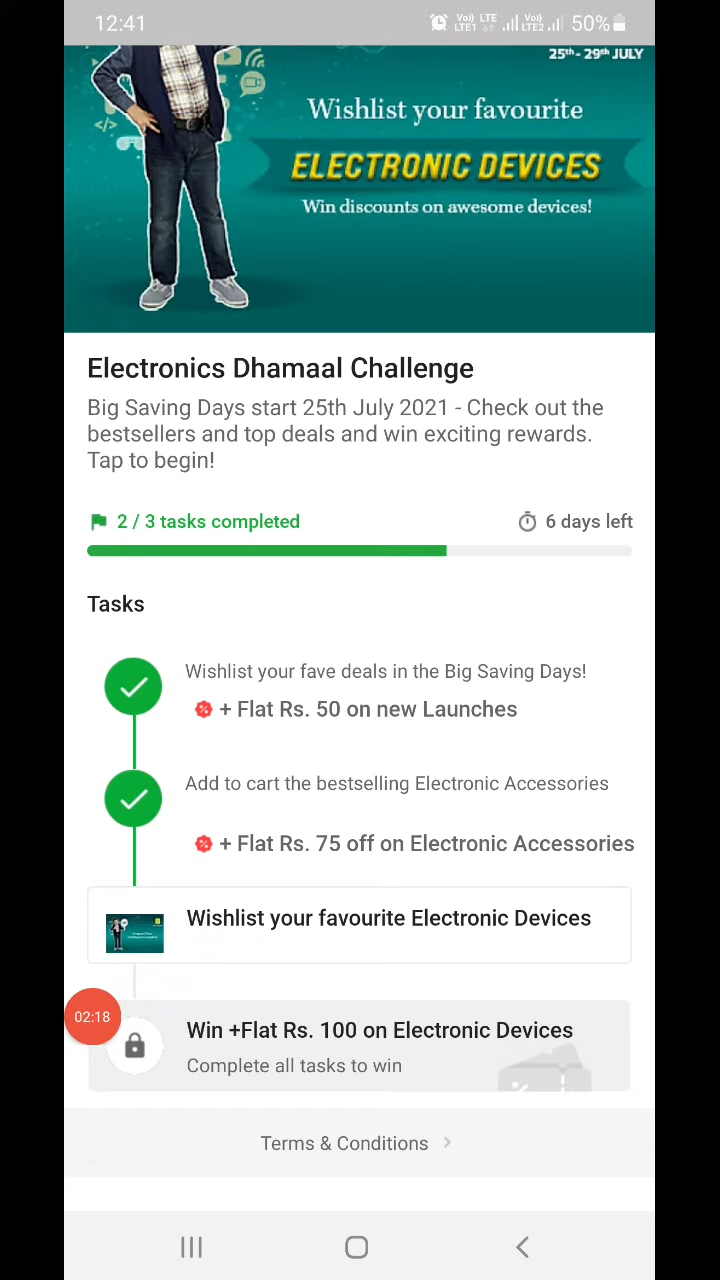 12:41
Vo)) LTE1 LTE Vo)) LTE2 50%
25th - 29th JULY
Wishlist your favourite
ELECTRONIC DEVICES
Win discounts on awesome devices!
Electronics Dhamaal Challenge
Big Saving Days start 25th July 2021 - Check out the
bestsellers and top deals and win exciting rewards.
Tap to begin!
2 / 3 tasks completed
6 days left
Tasks
Wishlist your fave deals in the Big Saving Days!
+ Flat Rs. 50 on new Launches
Add to cart the bestselling Electronic Accessories
+ Flat Rs. 75 off on Electronic Accessories
Wishlist your favourite Electronic Devices
02:18
Win +Flat Rs. 100 on Electronic Devices
Complete all tasks to win
Terms & Conditions